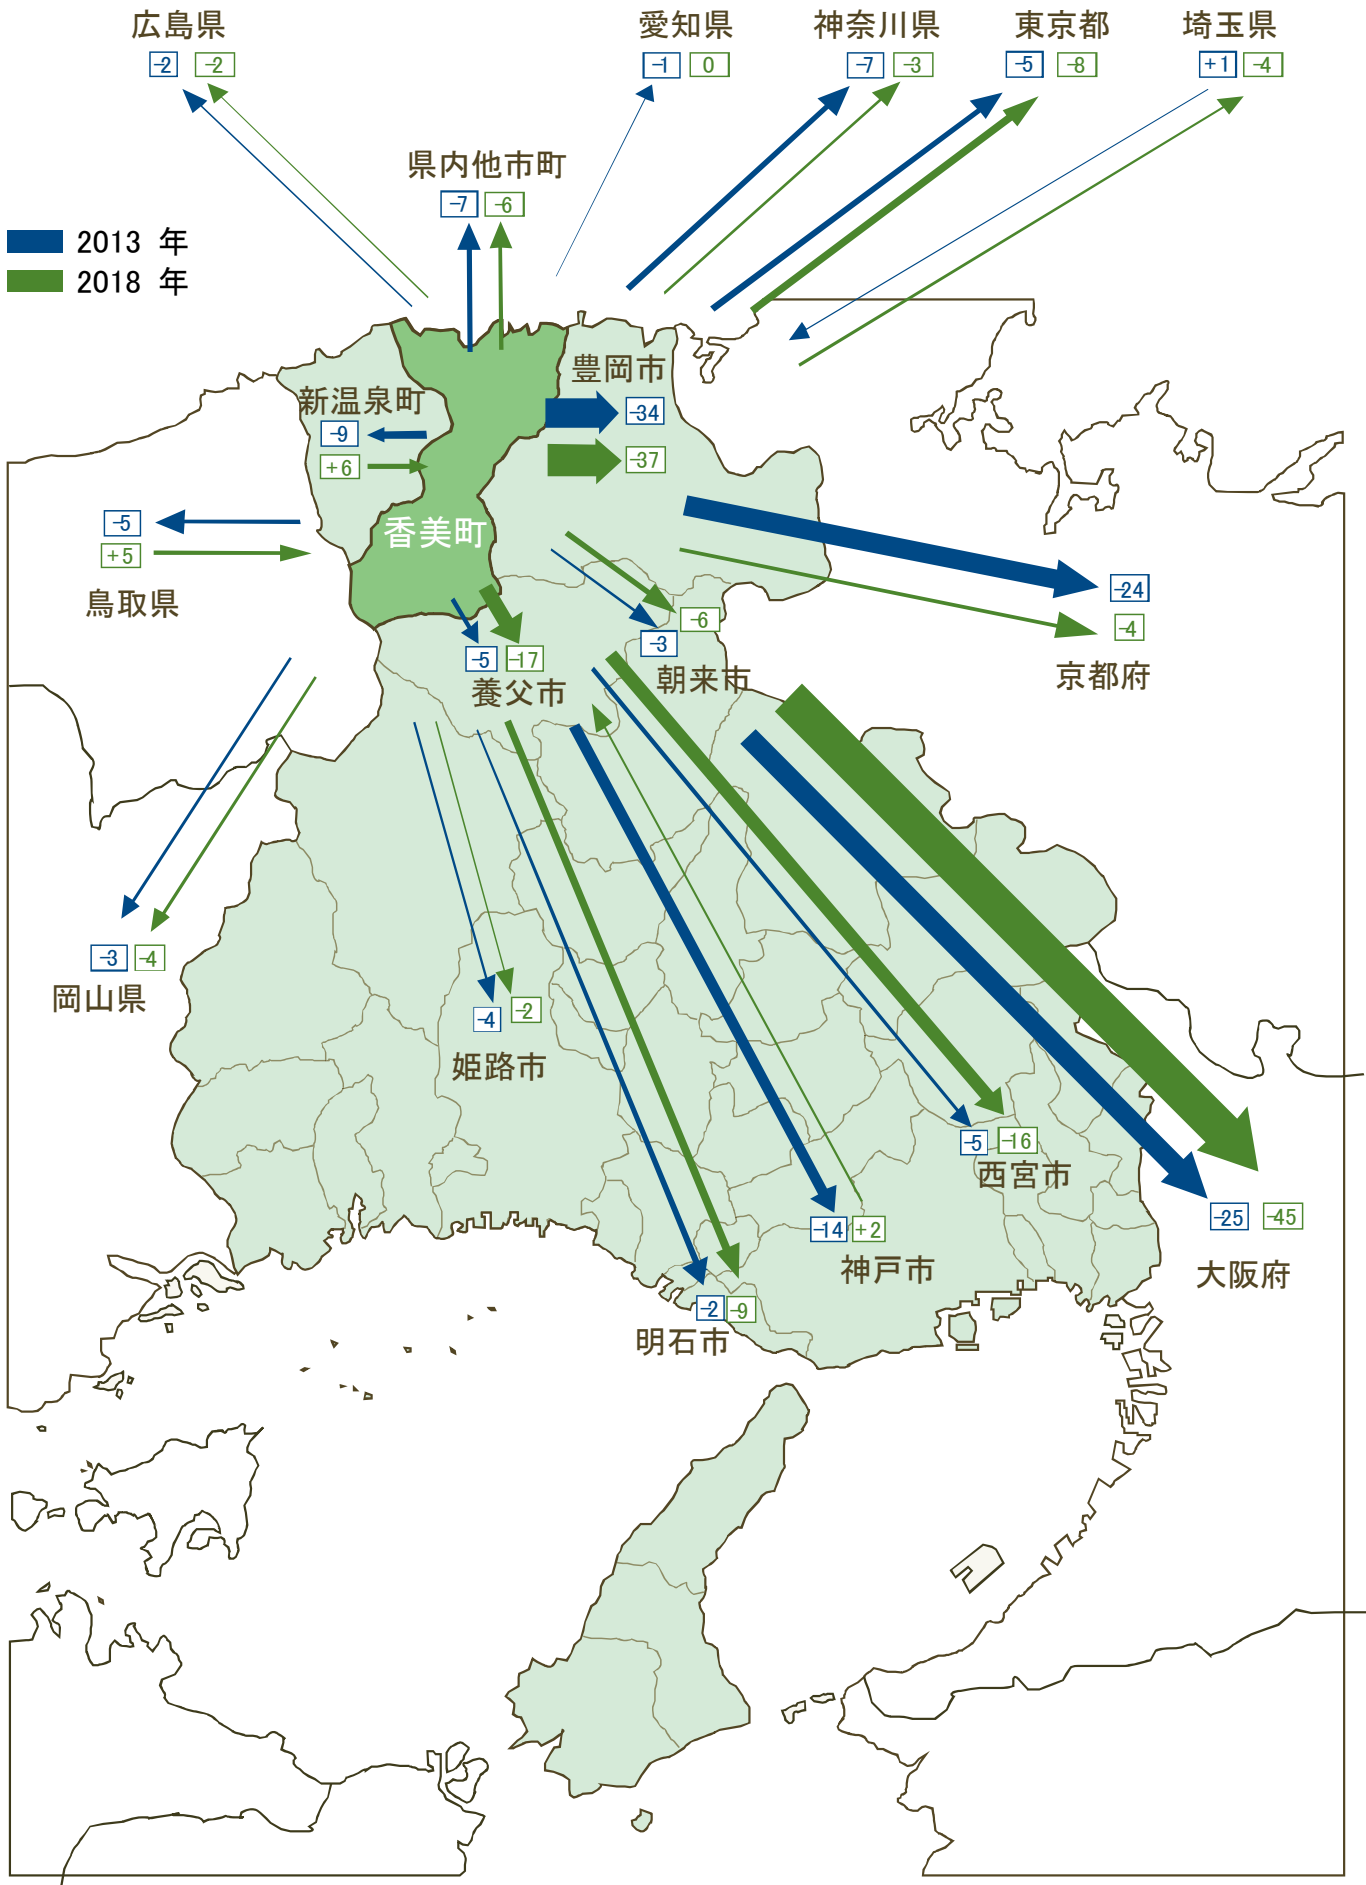 広島県
愛知県
神奈川県
東京都
埼玉県
-2 -2
-1 0
-7 -3
-5 -8
+1 -4
県内他市町
-7 -6
2013 年
2018 年
豊岡市
-34
-37
新温泉町
-9
+6
香美町
-5
+5
鳥取県
-24
-4
京都府
-6
-3
朝来市
-5 -17
養父市
-3 -4
岡山県
-4 -2
姫路市
-5 -16
西宮市
-14 +2
神戸市
-25 -45
大阪府
-2 -9
明石市